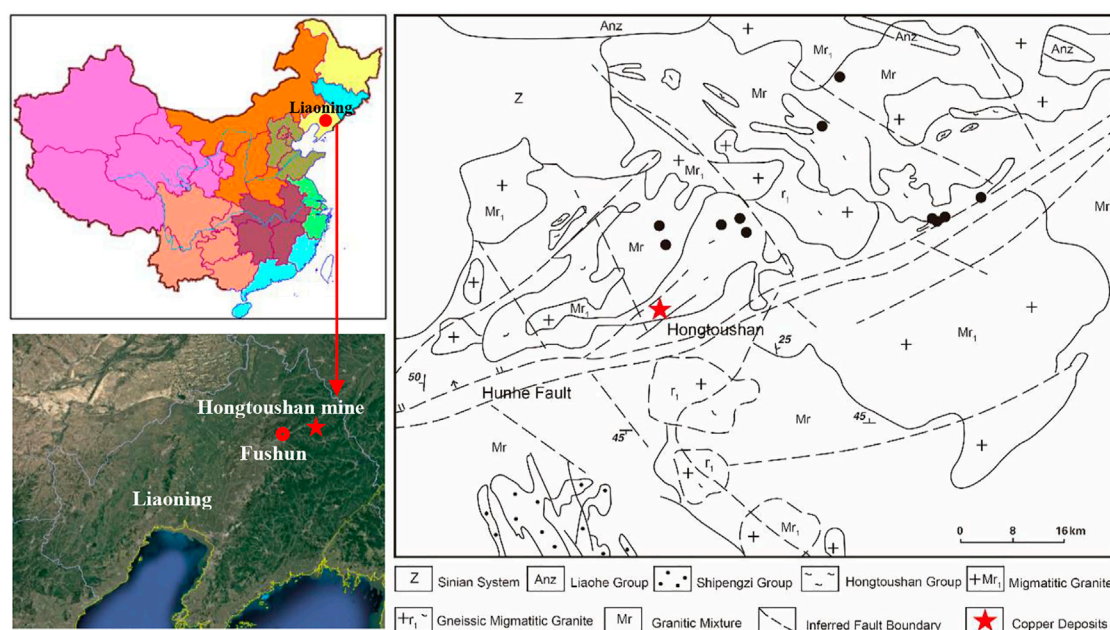 Liaoning
Hongtoushan mine
Fushun
Liaoning
Anz
Mr1
Anz
Mr
Anz
Z
Mr
Mr1
Mr1
r1
Mr
Mr
Mr1
Hongtoushan
25
Mr1
50
Hunhe Fault
r1
Mr
45
45
Mr
r1
Mr1
0 8 16km
Z Sinian System Anz Liaohe Group Shipengzi Group Hongtoushan Group +Mr1 Migmatitic Granite
+r1 Gneissic Migmatitic Granite Mr Granitic Mixture Inferred Fault Boundary Copper Deposits